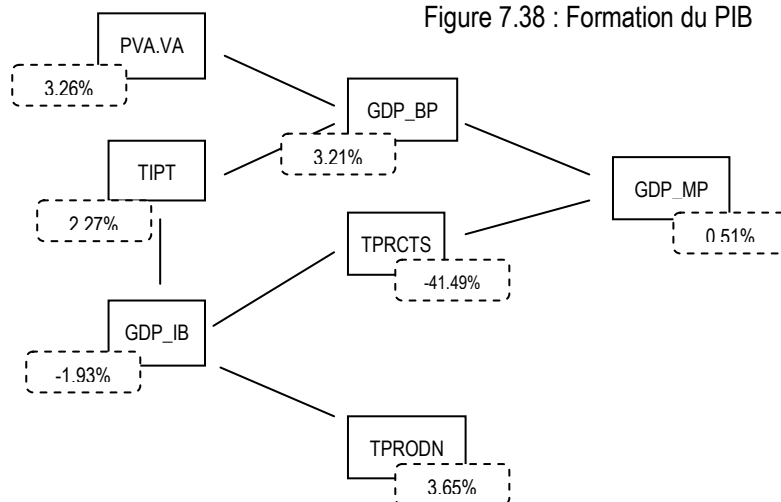 Figure 7.38 : Formation du PIB
PVA.VA
3.26%
GDP_BP
3.21%
TIPT
2.27%
GDP_MP
0.51%
TPRCTS
-41.49%
GDP_IB
-1.93%
TPRODN
3.65%